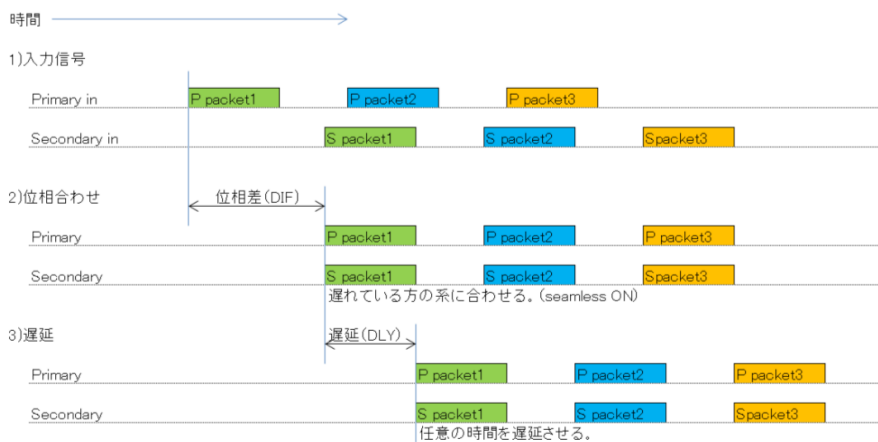 時間
1)入力信号
Primary in P packet1 P packet2 P packet3
Secondary in S packet1 S packet2 Spacket3
2)位相合わせ 位相差(DIF)
Primary P packet1 P packet2 P packet3
Secondary S packet1 S packet2 Spacket3
遅れている方の系に合わせる。(seamless ON)
3)遅延 遅延(DLY)
Primary P packet1 P packet2 P packet3
Secondary S packet1 S packet2 Spacket3
任意の時間を遅延させる。